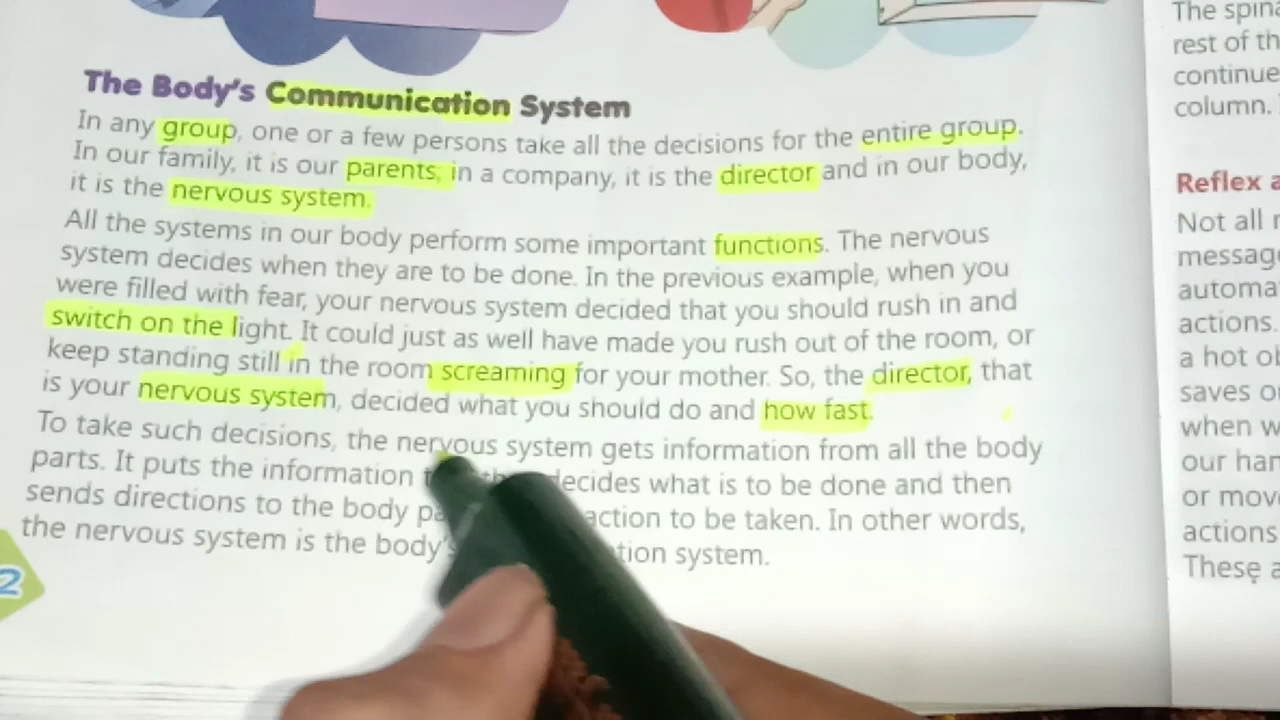 The Body's Communication System
In any group, one or a few persons take all the decisions for the entire group.
In our family, it is our parents; in a company, it is the director and in our body,
it is the nervous system.
All the systems in our body perform some important functions. The nervous
system decides when they are to be done. In the previous example, when you
were filled with fear, your nervous system decided that you should rush in and
switch on the light. It could just as well have made you rush out of the room, or
keep standing still in the room screaming for your mother. So, the director, that
is your nervous system, decided what you should do and how fast.
To take such decisions, the nervous system gets information from all the body
parts. It puts the information decides what is to be done and then
sends directions to the body action to be taken. In other words,
the nervous system is the body's tion system.
2
The spina
rest of th
continue
column.
Reflex a
Not all
messag
automa
actions.
a hot ob
saves o
when w
our han
or mov
actions
These a